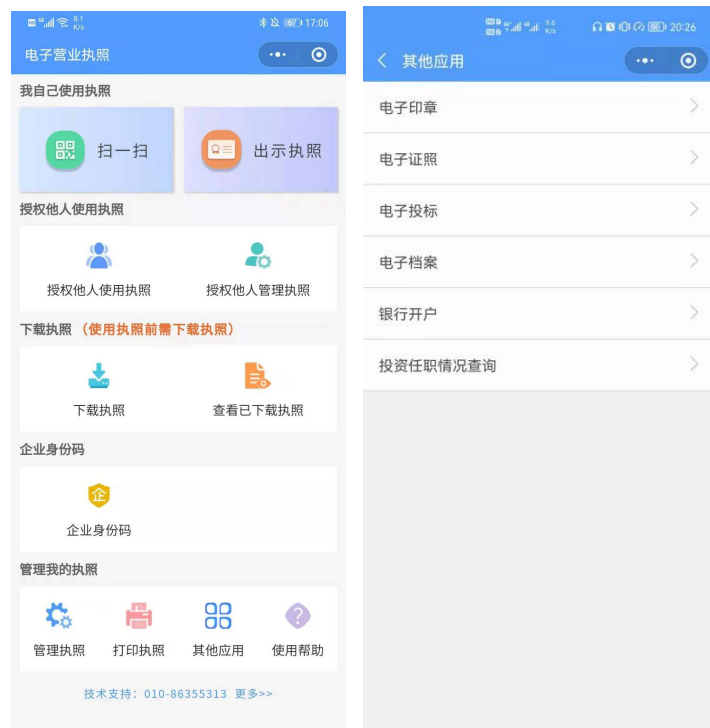 8.1
K/s
17:06
电子营业执照
我自己使用执照
扫一扫
出示执照
授权他人使用执照
授权他人使用执照
授权他人管理执照
下载执照 （使用执照前需下载执照）
下载执照
查看已下载执照
企业身份码
企
企业身份码
管理我的执照
管理执照
打印执照
其他应用
使用帮助
技术支持：010-86355313 更多>>
9.6
K/s
20:26
其他应用
电子印章
电子证照
电子投标
电子档案
银行开户
投资任职情况查询